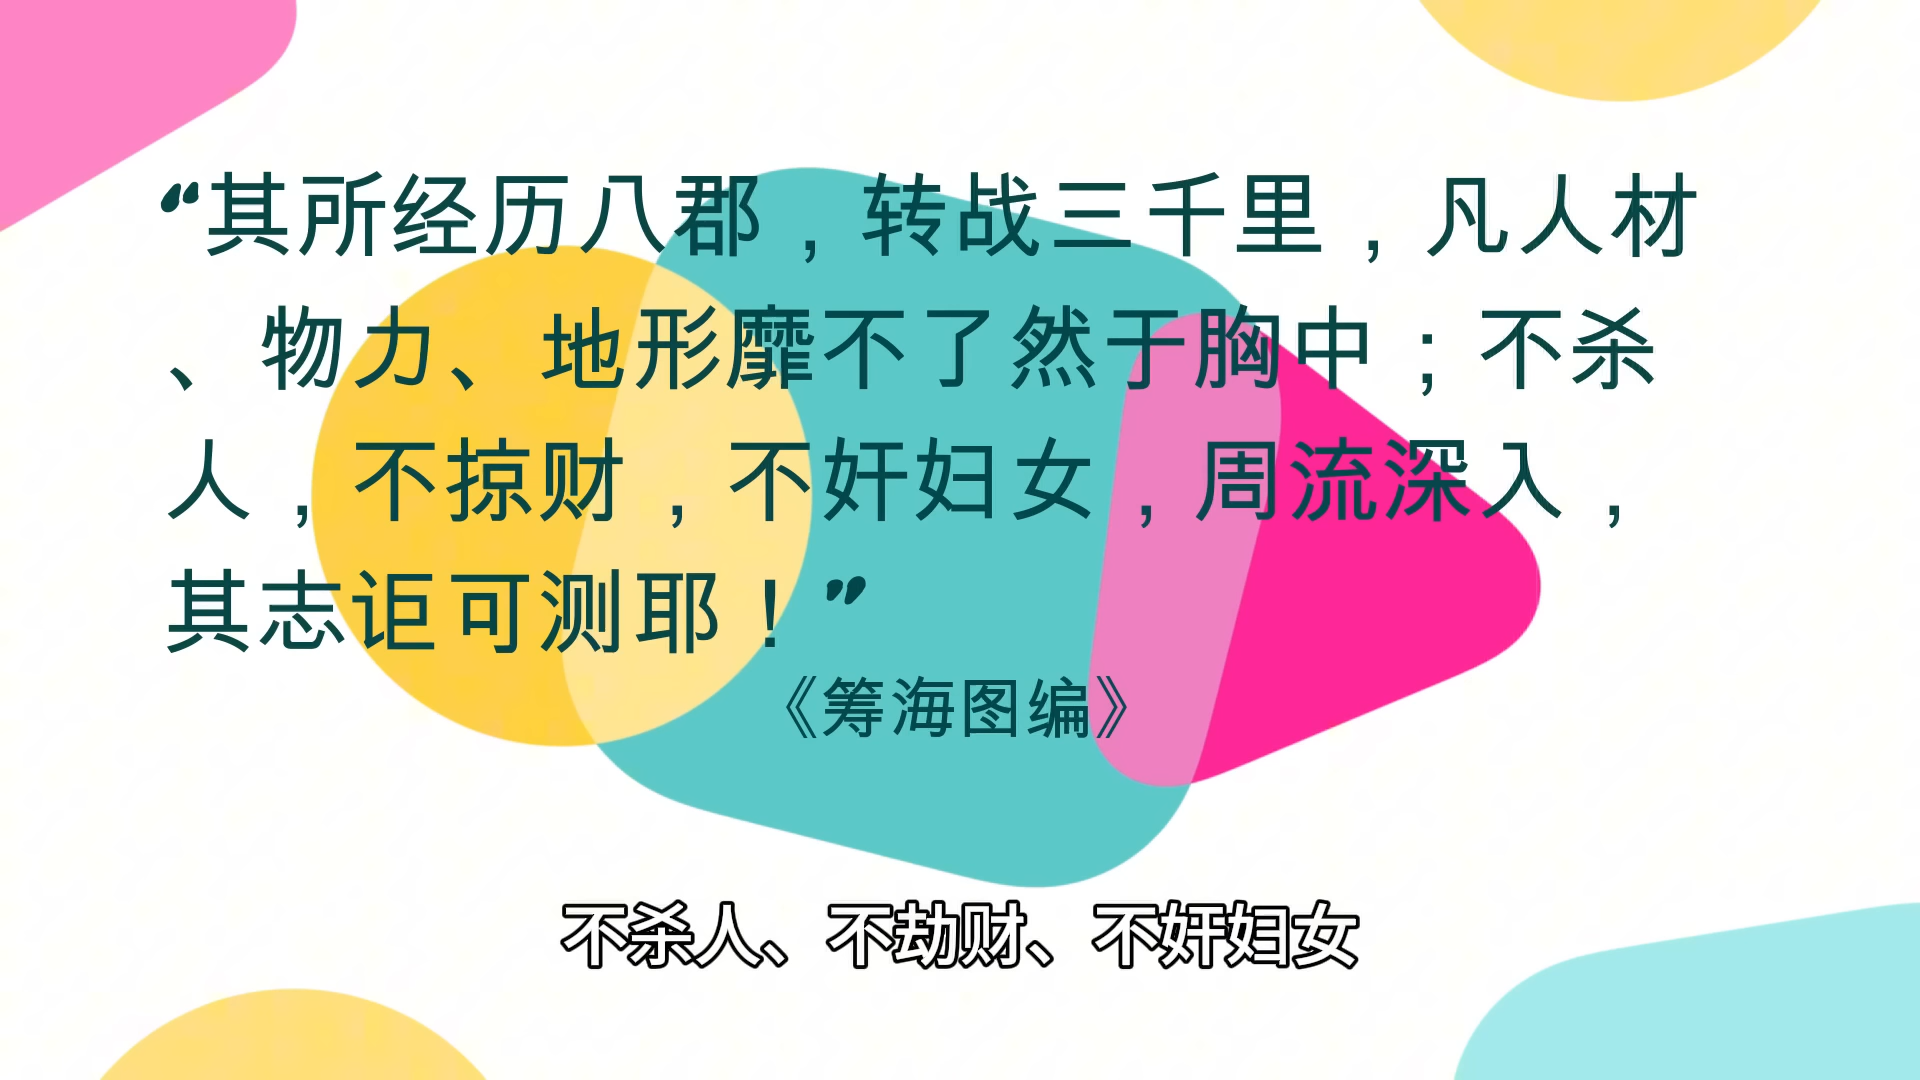 “其所经历八郡，转战三千里，凡人材
、物力、地形靡不了然于胸中；不杀
人，不掠财，不奸妇女，周流深入，
其志讵可测耶！”
《筹海图编》
不杀人、不劫财、不奸妇女